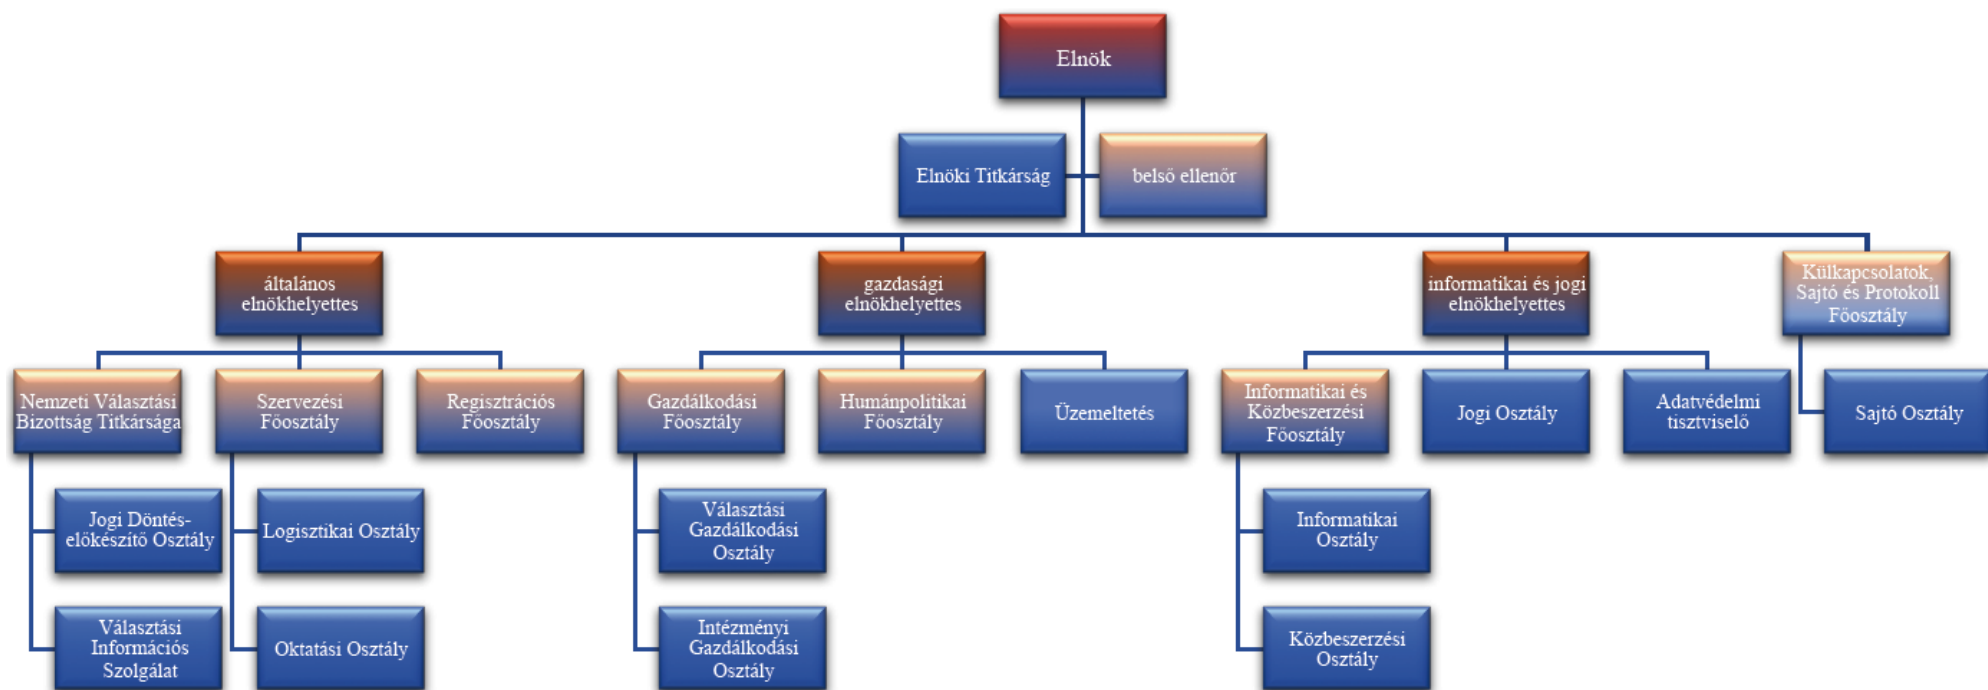 Elnök
Elnöki Titkárság
belső ellenőr
általános
elnökhelyettes
gazdasági
elnökhelyettes
informatikai és jogi
elnökhelyettes
Külkapcsolatok,
Sajtó és Protokoll
Főosztály
Nemzeti Választási
Bizottság Titkársága
Szervezési
Főosztály
Regisztrációs
Főosztály
Gazdálkodási
Főosztály
Humánpolitikai
Főosztály
Üzemeltetés
Informatikai és
Közbeszerzési
Főosztály
Jogi Osztály
Adatvédelmi
tisztviselő
Sajtó Osztály
Jogi Döntés-
előkészítő Osztály
Logisztikai Osztály
Választási
Gazdálkodási
Osztály
Informatikai
Osztály
Választási
Információs
Szolgálat
Oktatási Osztály
Intézményi
Gazdálkodási
Osztály
Közbeszerzési
Osztály